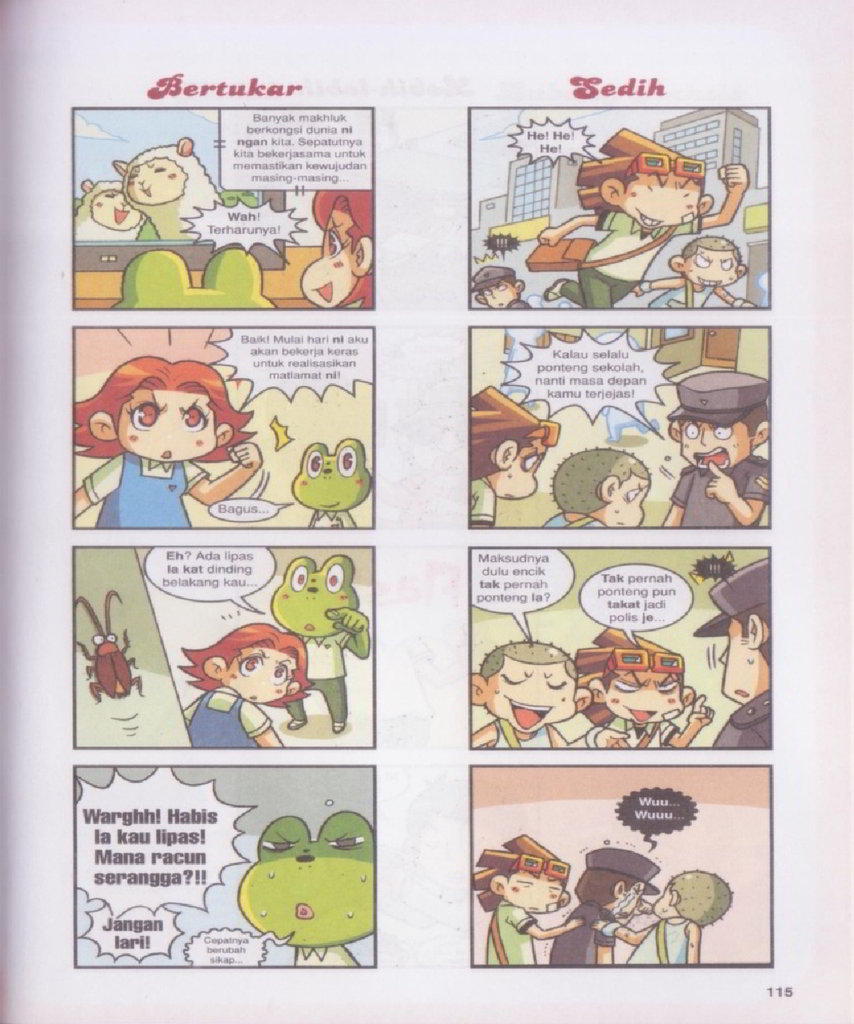 Bertukar
Banyak makhluk
berkongsi dunia ni
ngan kita. Sepatutnya
kita bekerjasama untuk
memastikan kewujudan
masing-masing...
Wah!
Terharunya!
Baik! Mulai hari ni aku
akan bekerja keras
untuk realisasikan
matlamat ni!
Bagus...
Eh? Ada lipas
la kat dinding
belakang kau...
Warghh! Habis
la kau lipas!
Mana racun
serangga?!!
Jangan
lari!
Cepatnya
berubah
sikap...
Sedih
He! He!
He!
!!!
Kalau selalu
ponteng sekolah,
nanti masa depan
kamu terjejas!
Maksudnya
dulu encik
tak pernah
ponteng la?
Tak pernah
ponteng pun
takat jadi
polis je...
!!!
Wuu...
Wuuu...
115